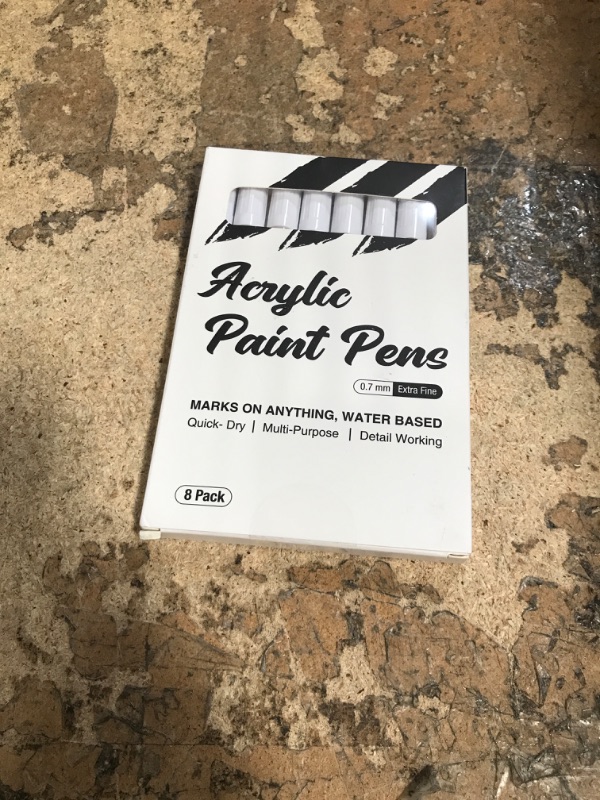 Acrylic
Paint Pens
0.7 mm Extra Fine
MARKS ON ANYTHING, WATER BASED
Quick- Dry | Multi-Purpose | Detail Working
8 Pack